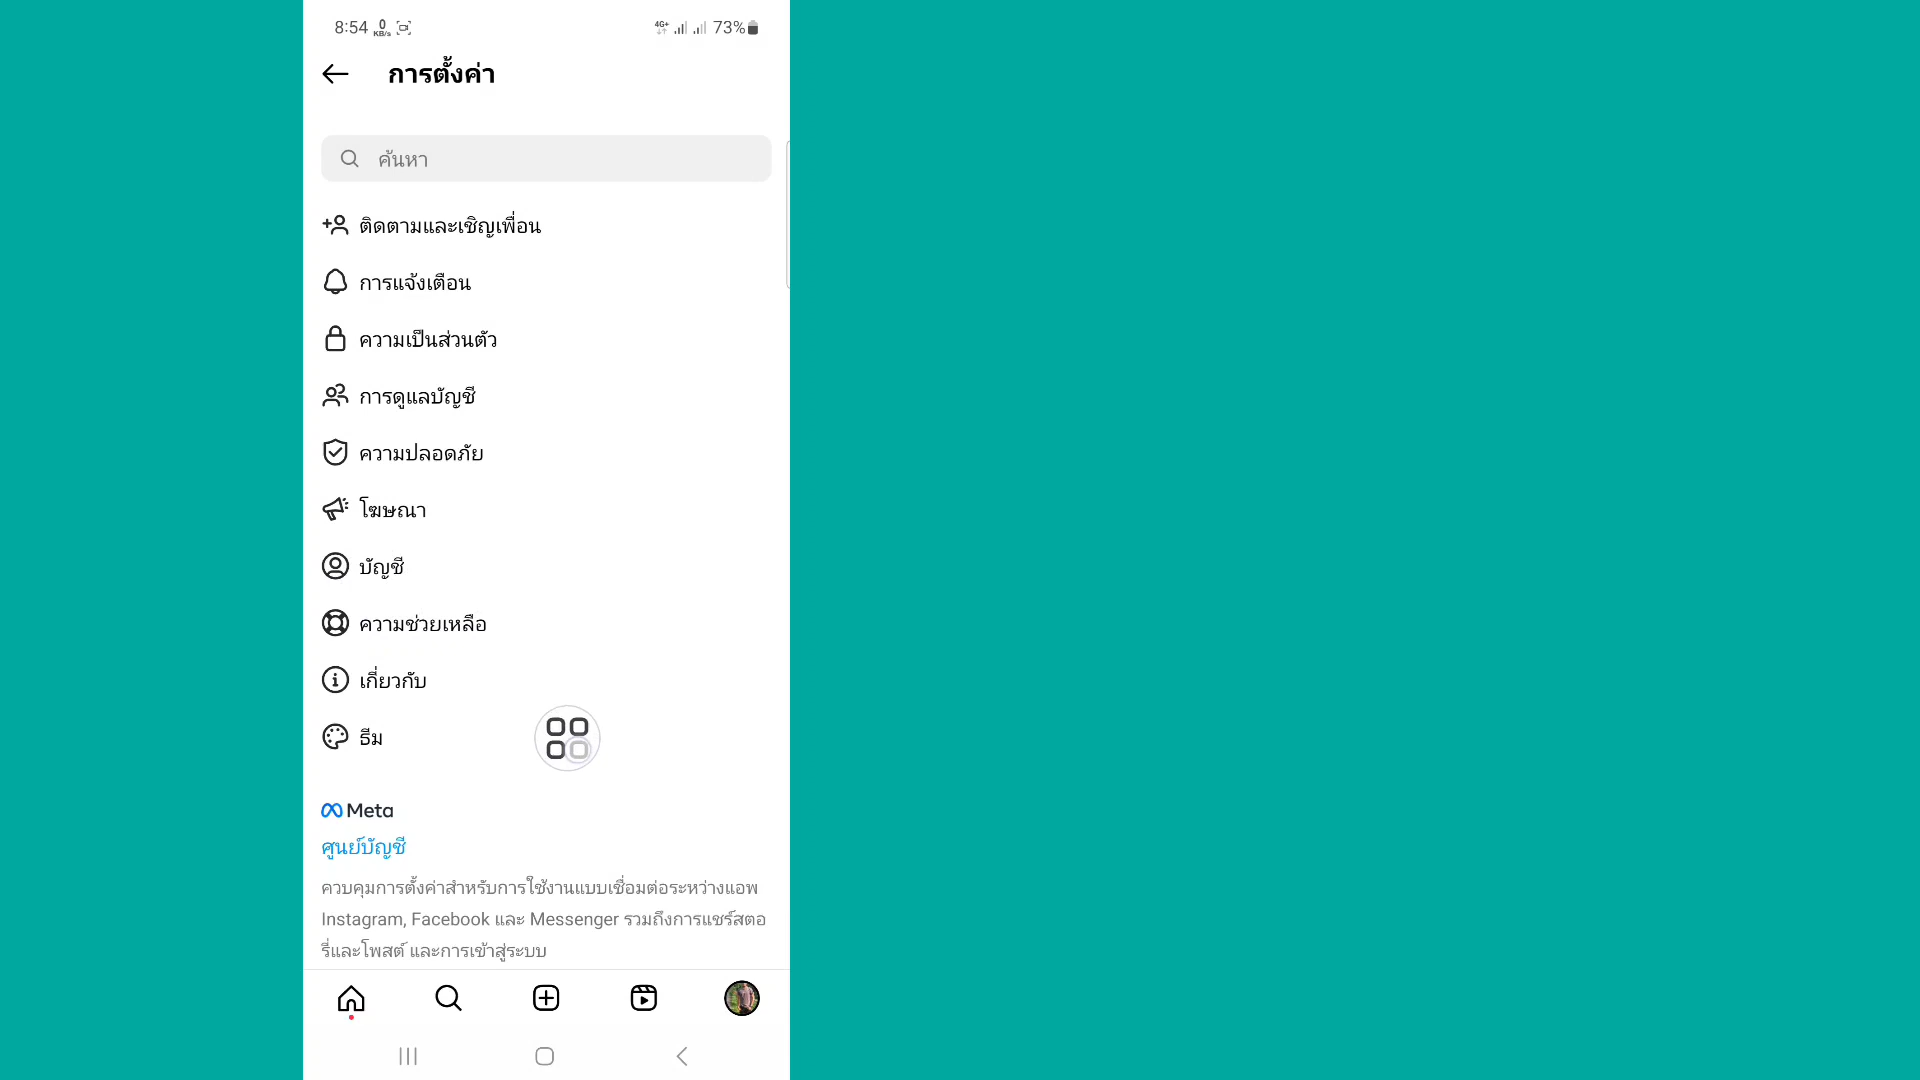 8:54 0 KB/s 4G+ 73%
การตั้งค่า
ค้นหา
ติดตามและเชิญเพื่อน
การแจ้งเตือน
ความเป็นส่วนตัว
การดูแลบัญชี
ความปลอดภัย
โฆษณา
บัญชี
ความช่วยเหลือ
เกี่ยวกับ
ธีม
Meta
ศูนย์บัญชี
ควบคุมการตั้งค่าสำหรับการใช้งานแบบเชื่อมต่อระหว่างแอพ
Instagram, Facebook และ Messenger รวมถึงการแชร์สตอ
รี่และโพสต์ และการเข้าสู่ระบบ